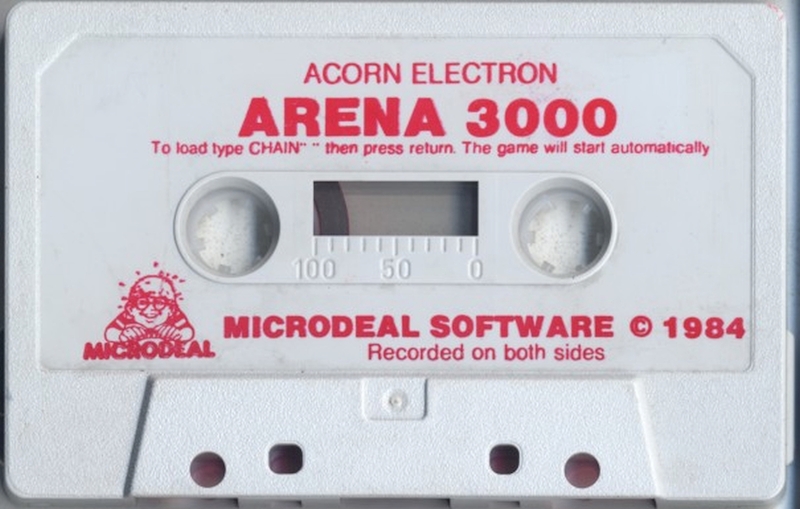 ACORN ELECTRON
ARENA 3000
To load type CHAIN" " then press return. The game will start automatically
100 50 0
MICRODEAL
MICRODEAL SOFTWARE © 1984
Recorded on both sides